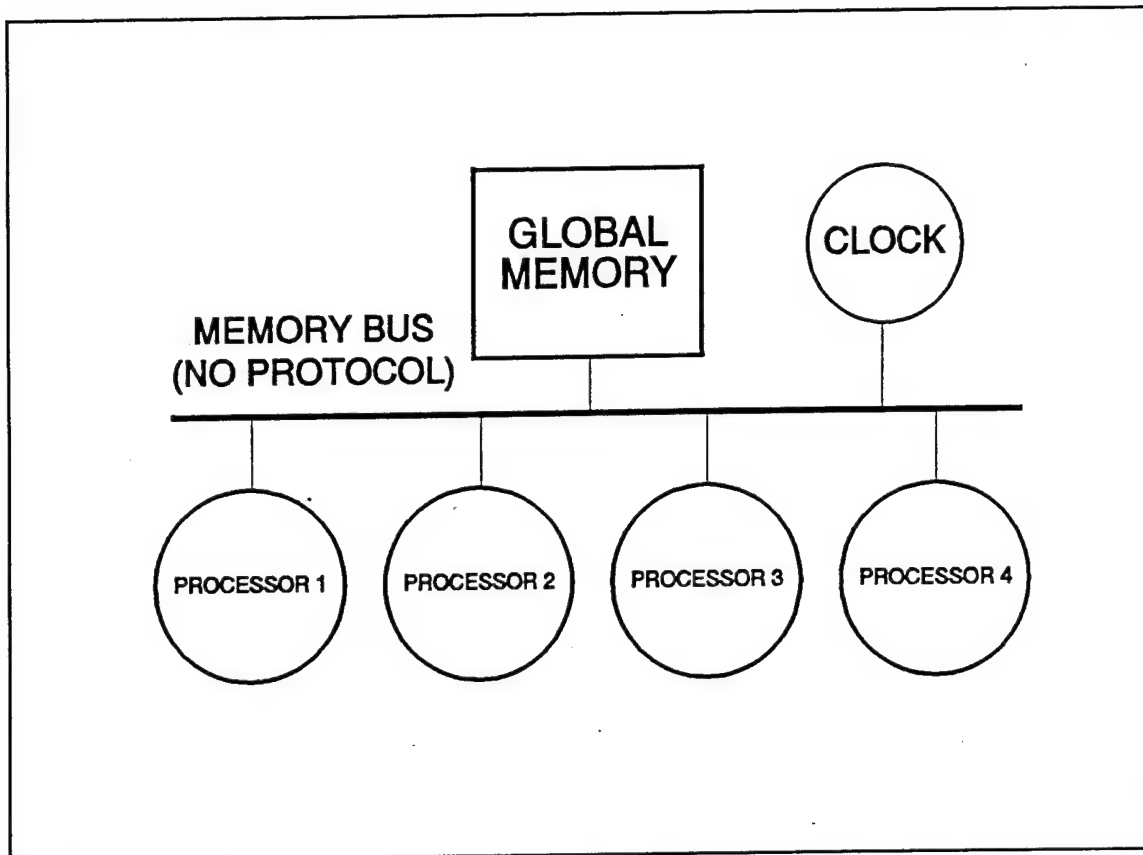 GLOBAL
MEMORY
CLOCK
MEMORY BUS
(NO PROTOCOL)
PROCESSOR 1
PROCESSOR 2
PROCESSOR 3
PROCESSOR 4